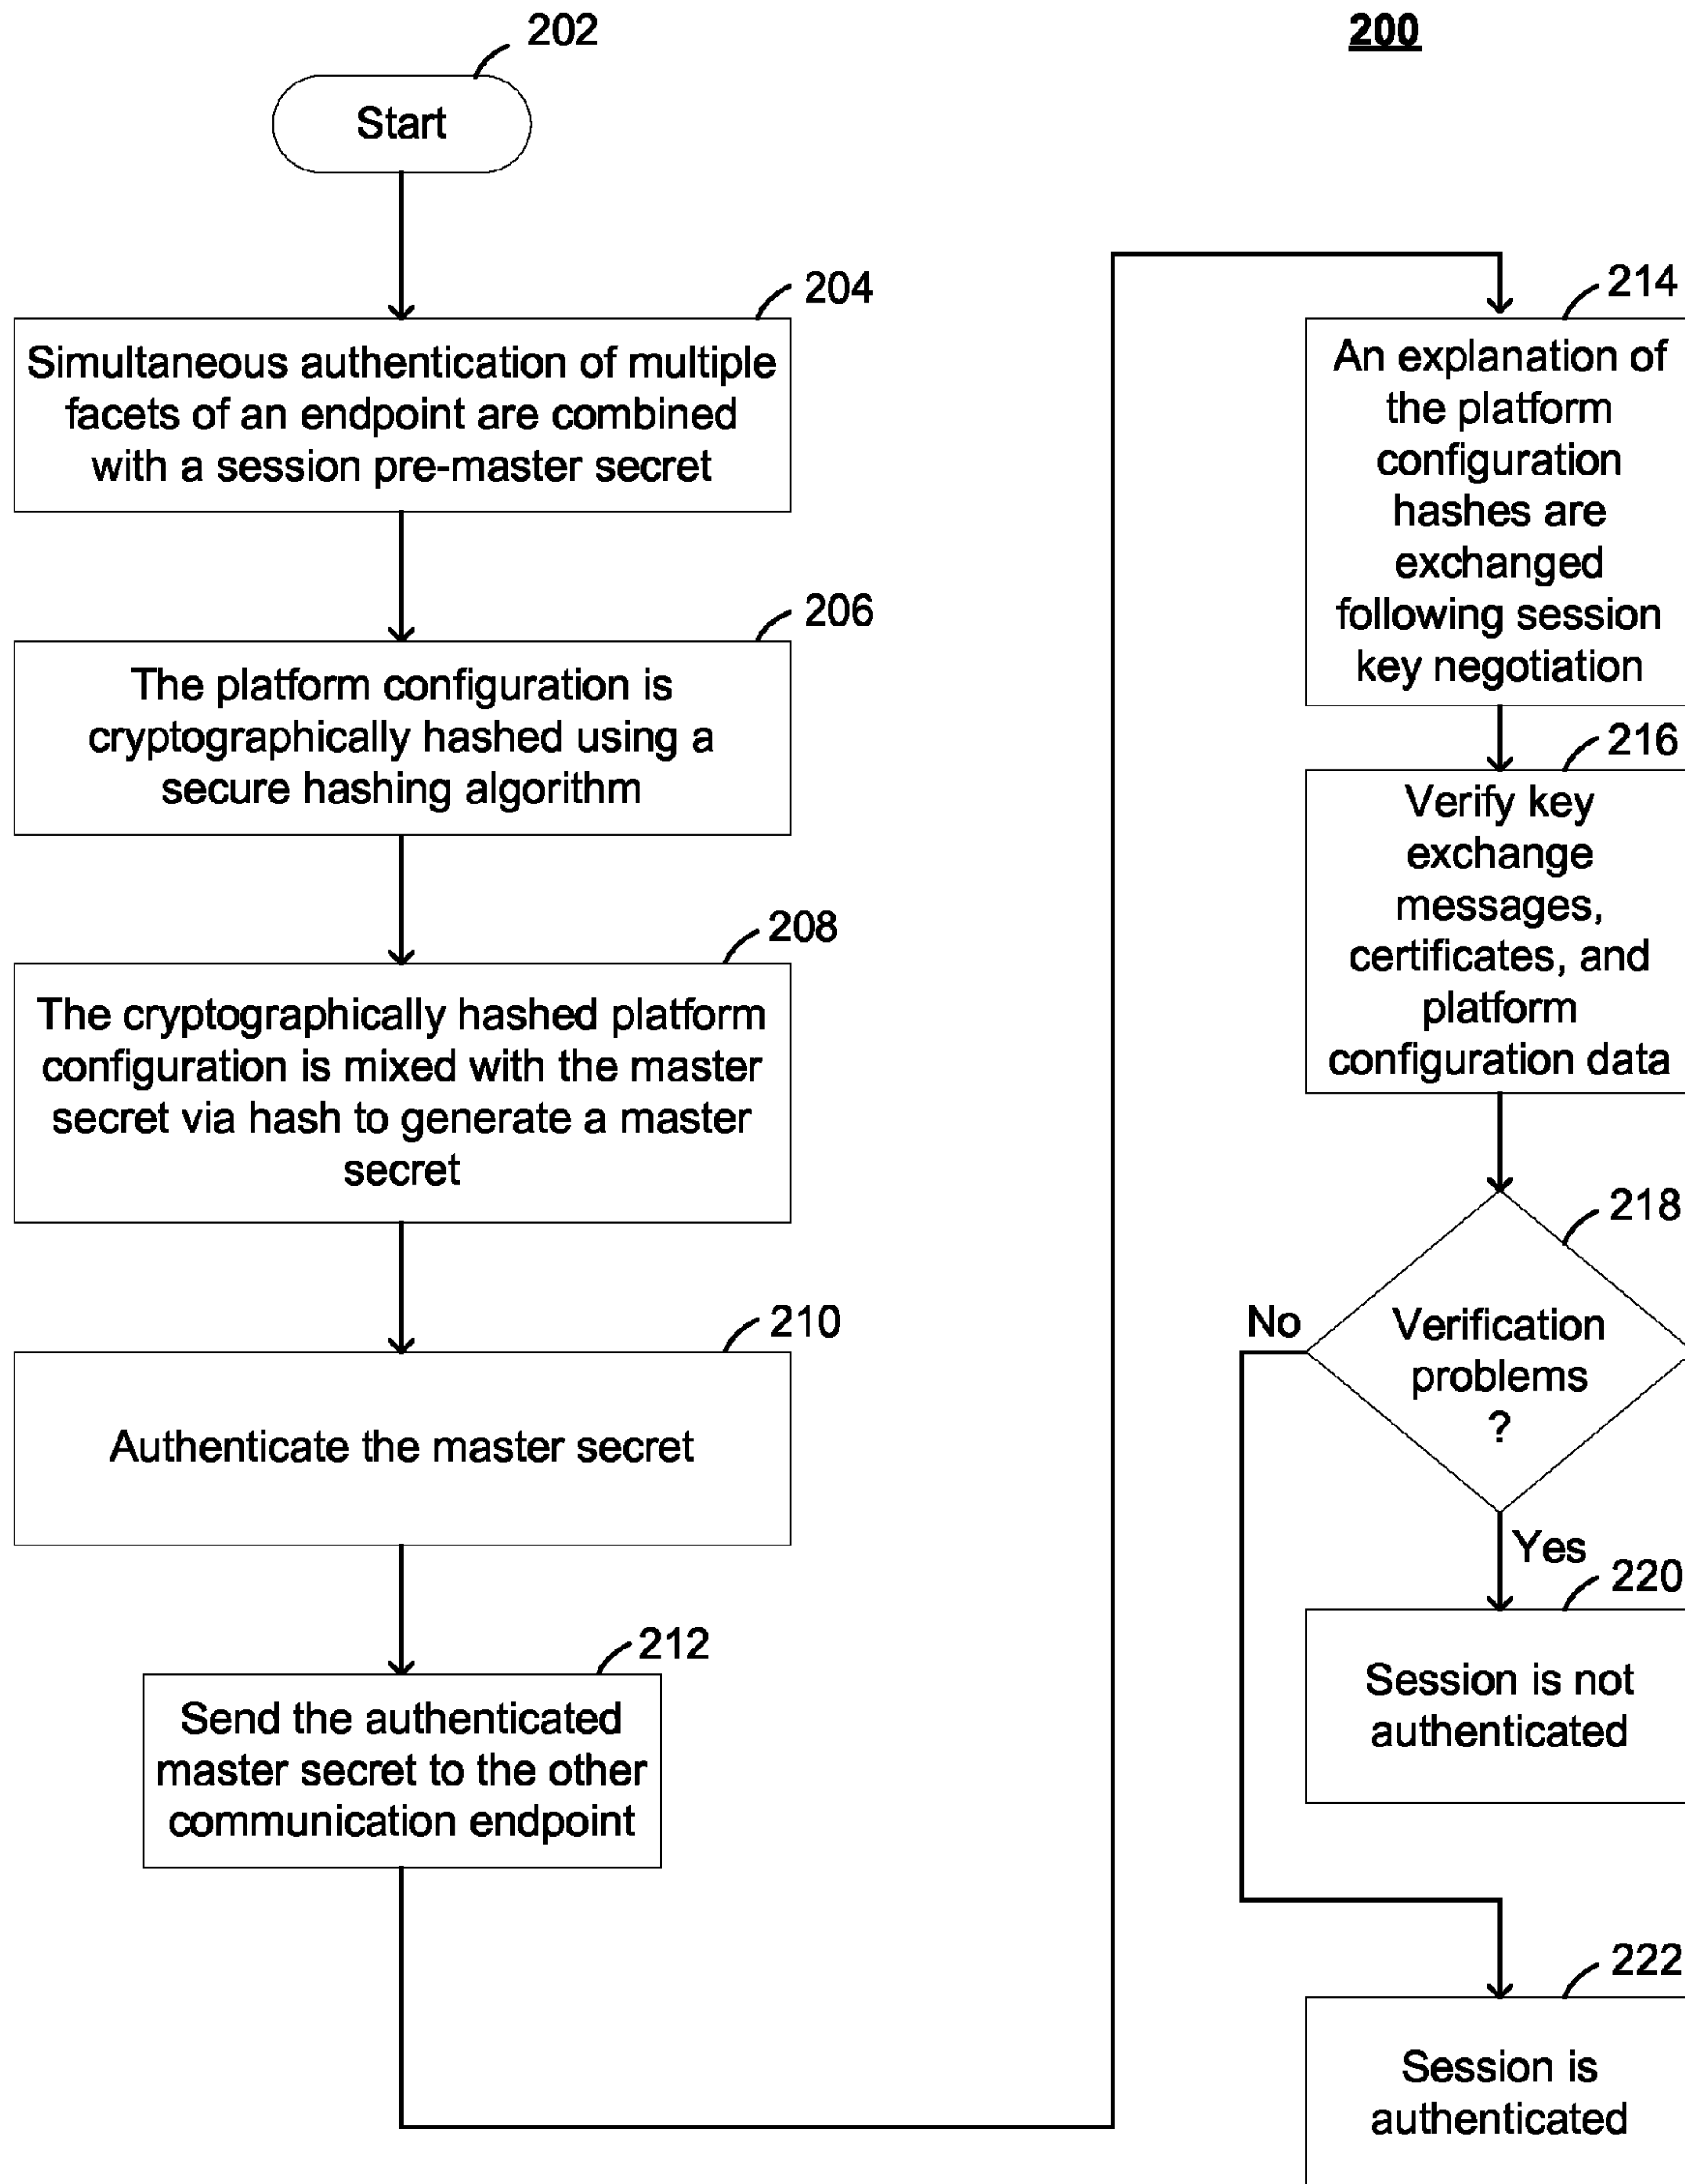 200
202
Start
204
Simultaneous authentication of multiple
facets of an endpoint are combined
with a session pre-master secret
206
The platform configuration is
cryptographically hashed using a
secure hashing algorithm
208
The cryptographically hashed platform
configuration is mixed with the master
secret via hash to generate a master
secret
210
Authenticate the master secret
212
Send the authenticated
master secret to the other
communication endpoint
214
An explanation of
the platform
configuration
hashes are
exchanged
following session
key negotiation
216
Verify key
exchange
messages,
certificates, and
platform
configuration data
218
Verification
problems
?
No
Yes
220
Session is not
authenticated
222
Session is
authenticated